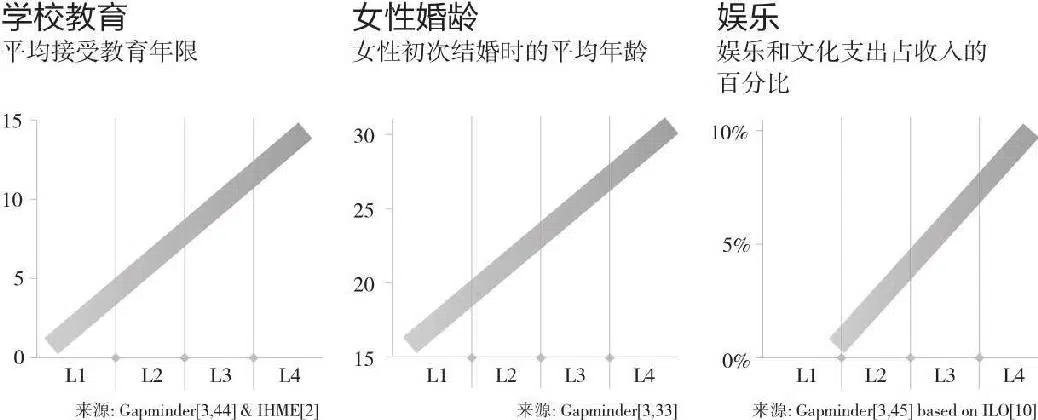 学校教育
平均接受教育年限
15
10
5
0
L1 L2 L3 L4
来源: Gapminder[3,44] & IHME[2]
女性婚龄
女性初次结婚时的平均年龄
30
25
20
15
L1 L2 L3 L4
来源: Gapminder[3,33]
娱乐
娱乐和文化支出占收入的
百分比
10%
5%
0%
L1 L2 L3 L4
来源: Gapminder[3,45] based on ILO[10]